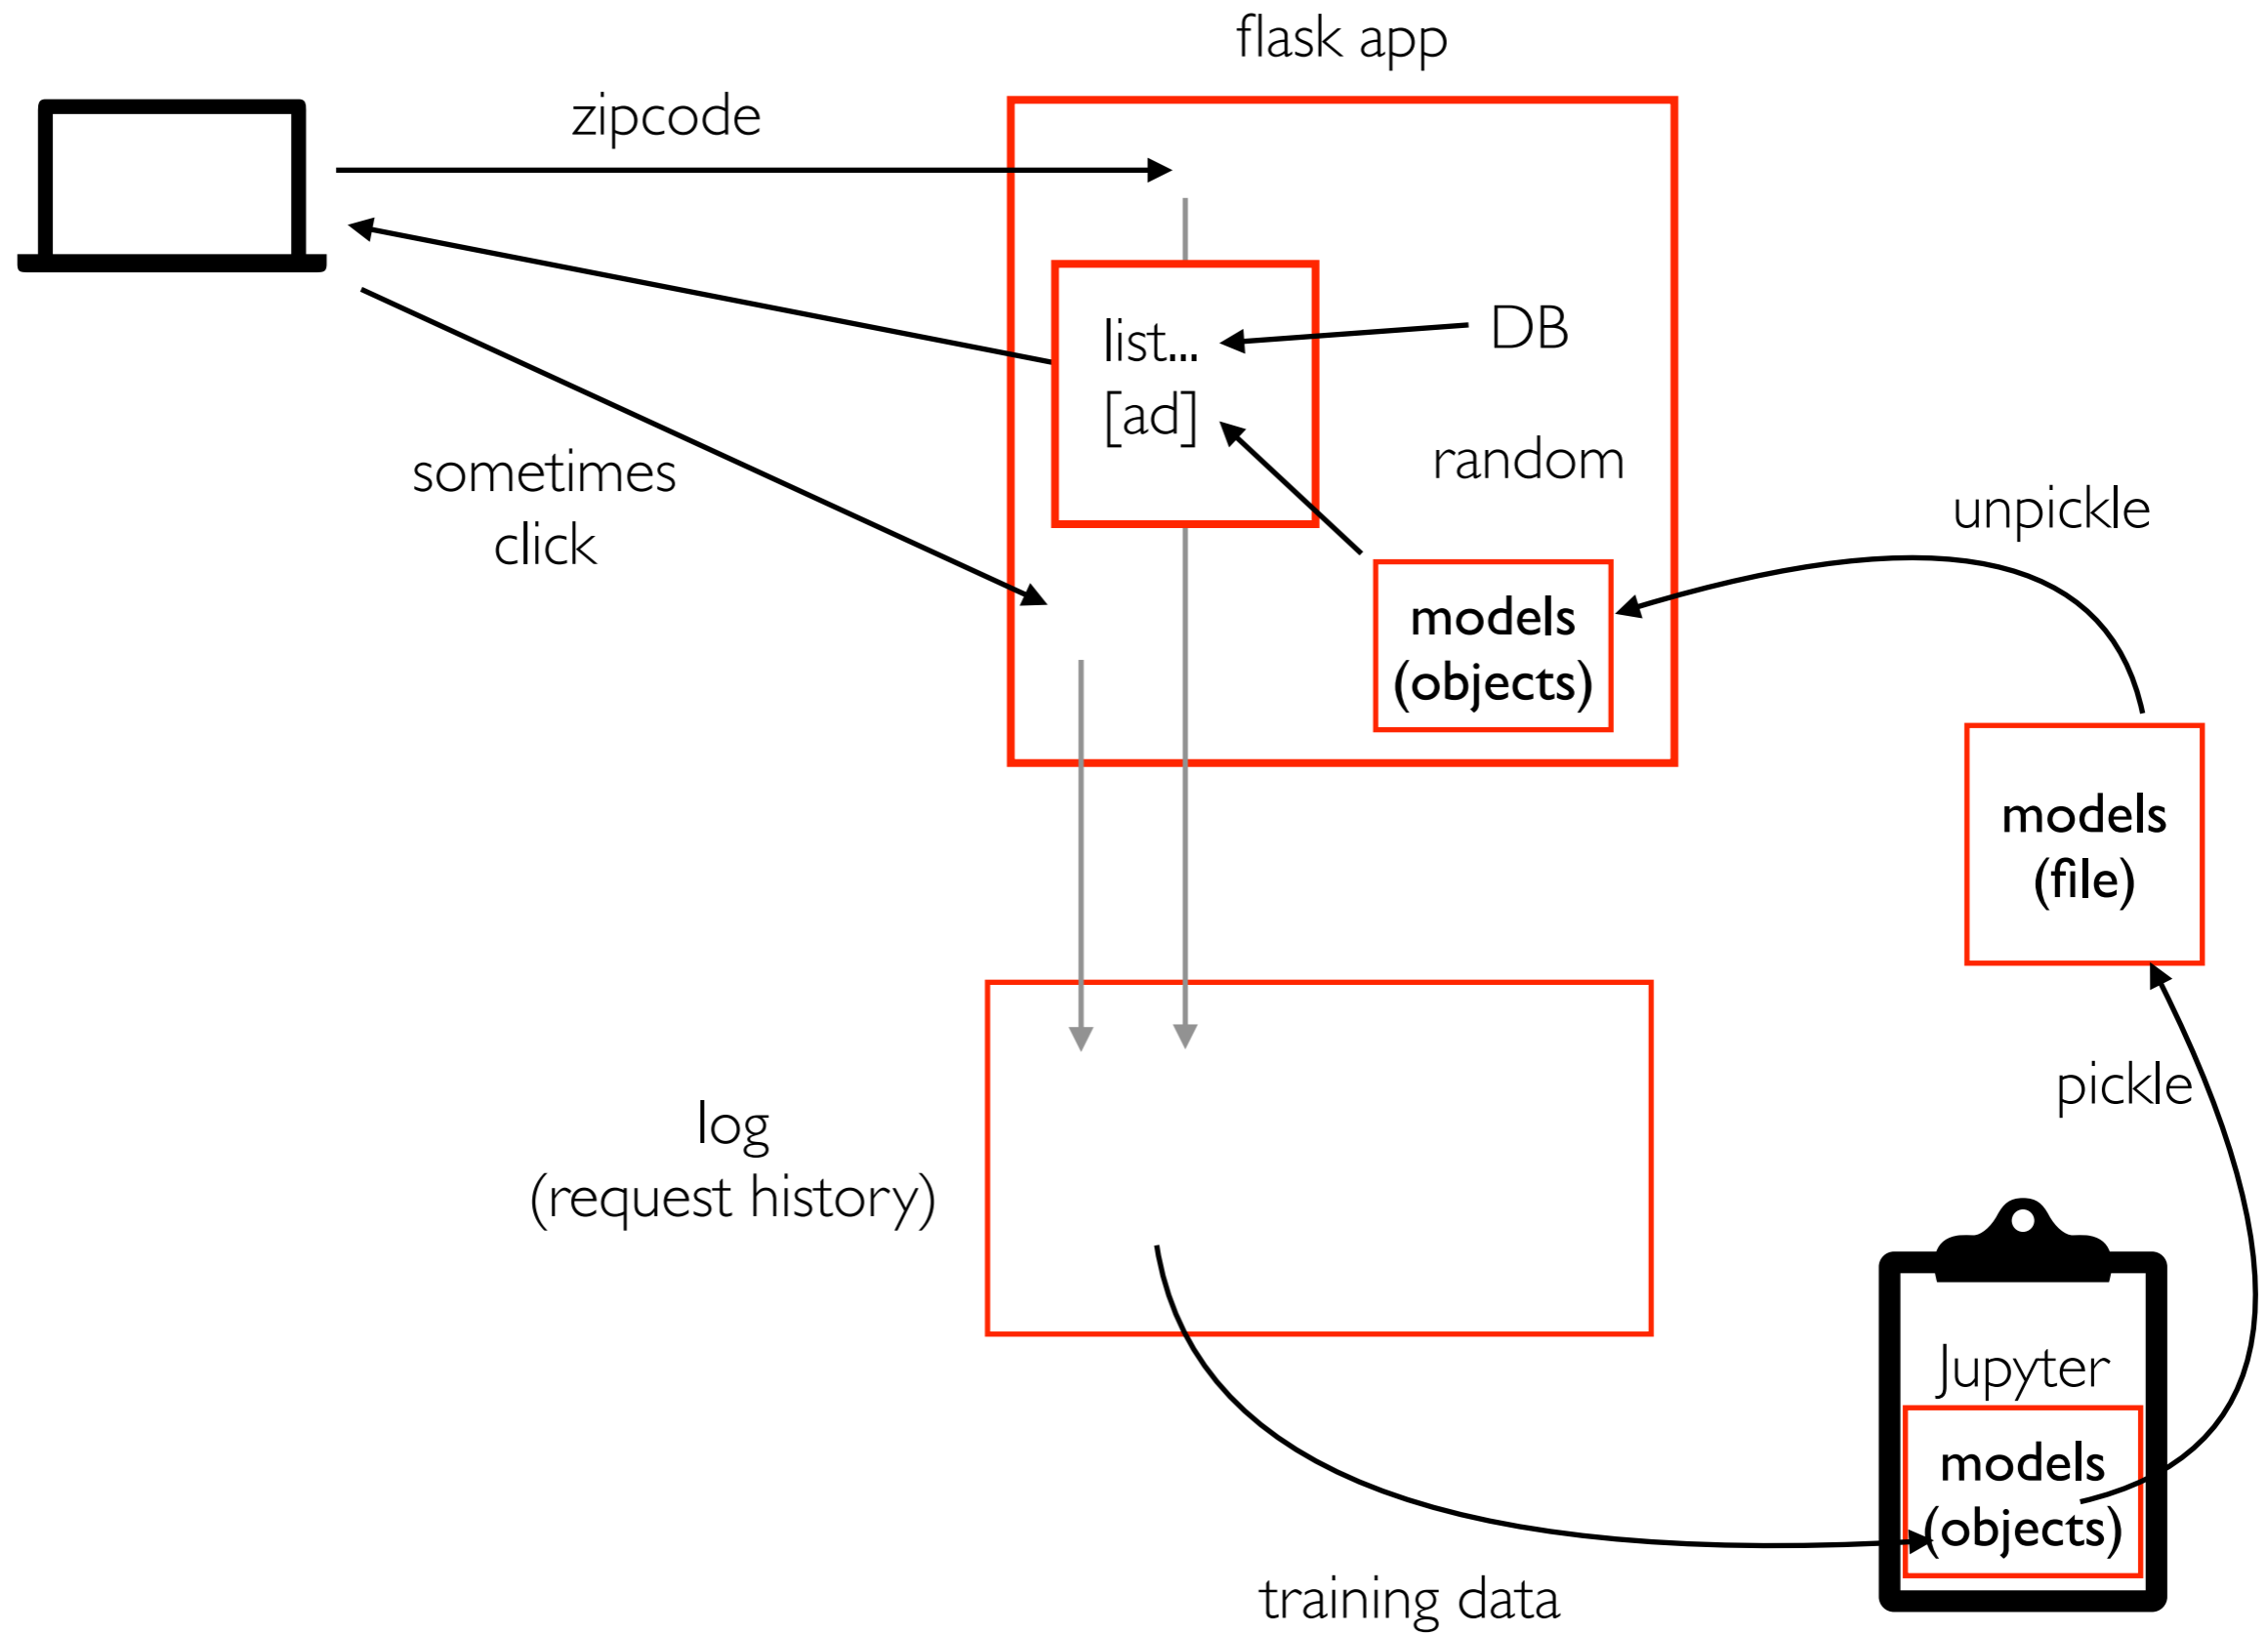 flask app
zipcode
list...
[ad]
DB
random
sometimes
click
unpickle
models
(objects)
models
(file)
pickle
log
(request history)
Jupyter
models
(objects)
training data